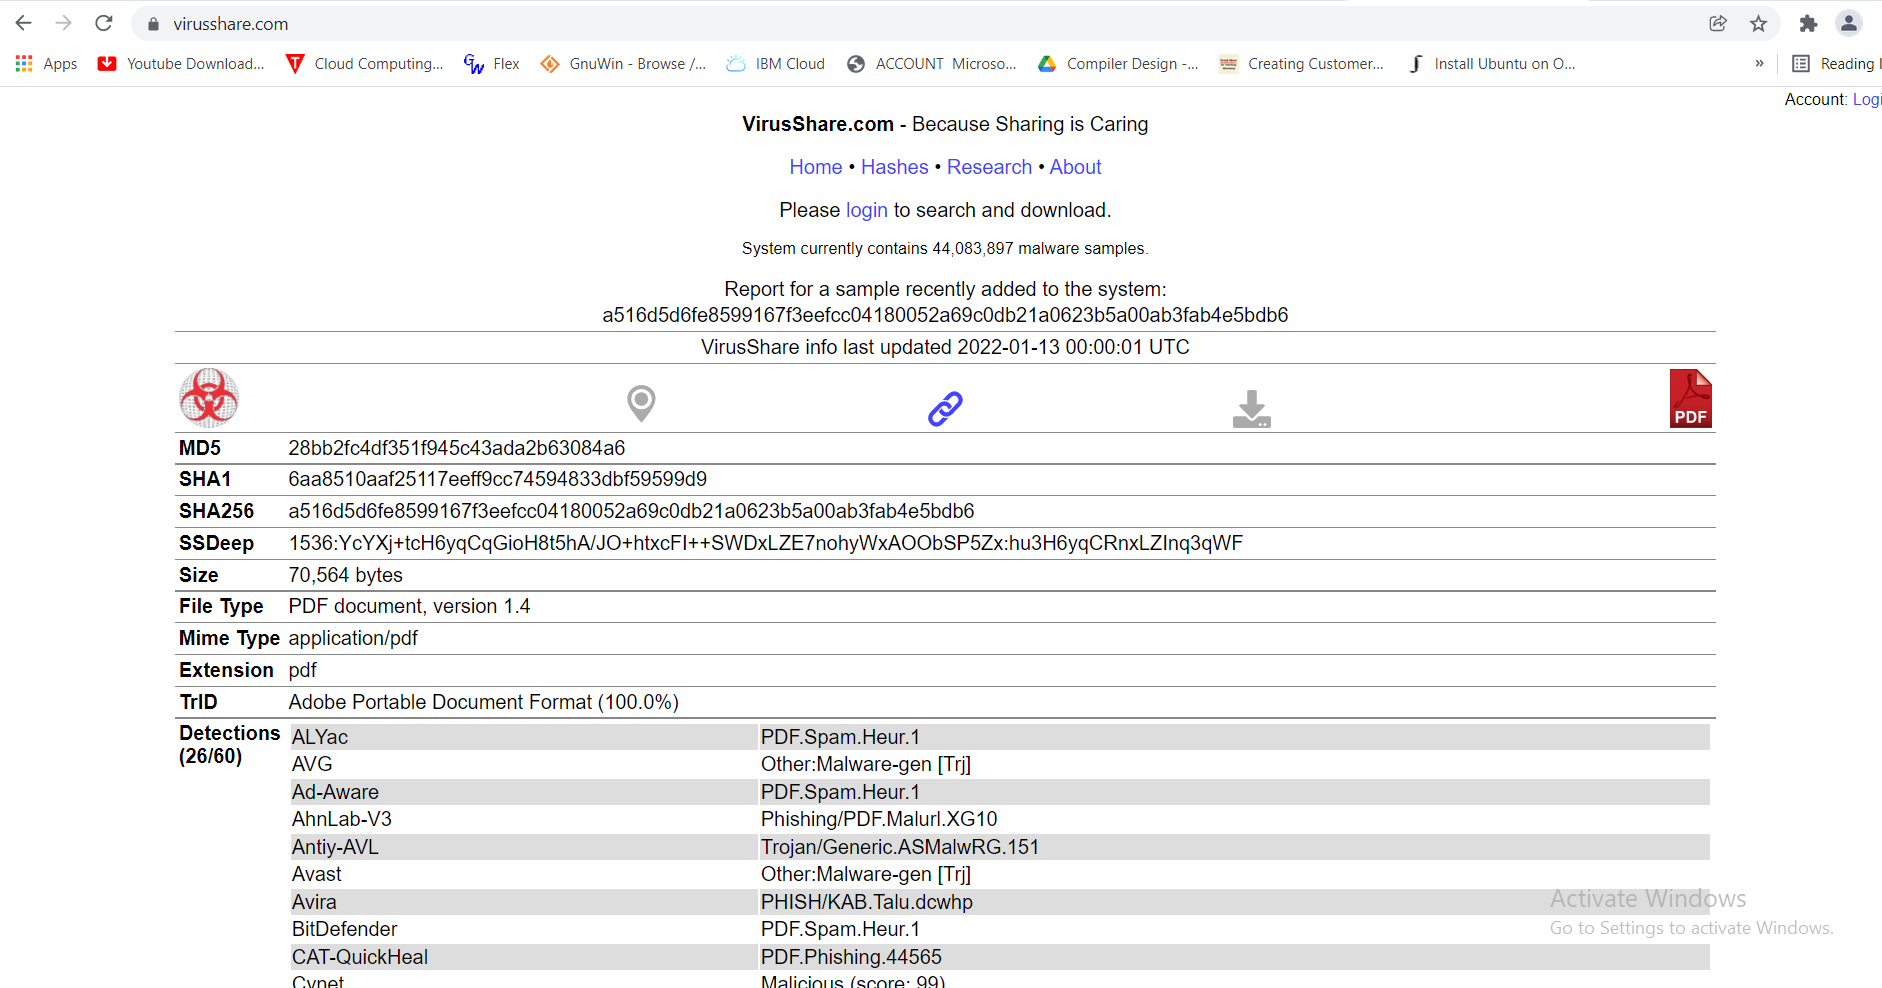 virusshare.com
Apps Youtube Download... Cloud Computing... Flex GnuWin - Browse /... IBM Cloud ACCOUNT Microso... Compiler Design -... Creating Customer... Install Ubuntu on O... » Reading
Account: Logi
VirusShare.com - Because Sharing is Caring
Home • Hashes • Research • About
Please login to search and download.
System currently contains 44,083,897 malware samples.
Report for a sample recently added to the system:
a516d5d6fe8599167f3eefcc04180052a69c0db21a0623b5a00ab3fab4e5bdb6
VirusShare info last updated 2022-01-13 00:00:01 UTC
PDF
MD5 28bb2fc4df351f945c43ada2b63084a6
SHA1 6aa8510aaf25117eeff9cc74594833dbf59599d9
SHA256 a516d5d6fe8599167f3eefcc04180052a69c0db21a0623b5a00ab3fab4e5bdb6
SSDeep 1536:YcYXj+tcH6yqCqGioH8t5hA/JO+htxcFI++SWDxLZE7nohyWxAOObSP5Zx:hu3H6yqCRnxLZInq3qWF
Size 70,564 bytes
File Type PDF document, version 1.4
Mime Type application/pdf
Extension pdf
TrID Adobe Portable Document Format (100.0%)
Detections (26/60)
ALYac PDF.Spam.Heur.1
AVG Other:Malware-gen [Trj]
Ad-Aware PDF.Spam.Heur.1
AhnLab-V3 Phishing/PDF.Malurl.XG10
Antiy-AVL Trojan/Generic.ASMalwRG.151
Avast Other:Malware-gen [Trj]
Avira PHISH/KAB.Talu.dcwhp
BitDefender PDF.Spam.Heur.1
CAT-QuickHeal PDF.Phishing.44565
Cynet Malicious (score: 99)
Activate Windows
Go to Settings to activate Windows.